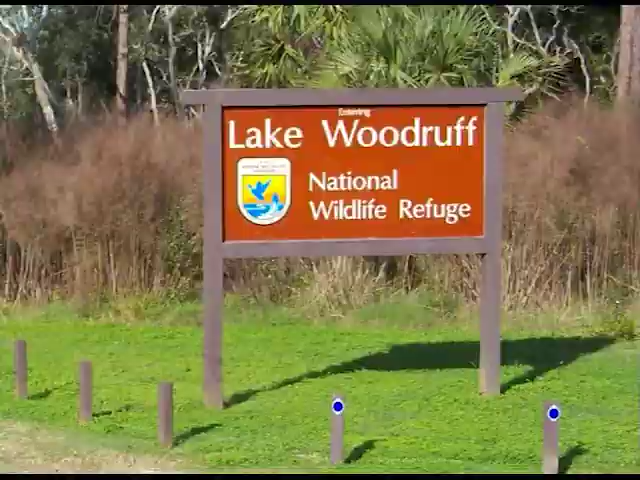 Entering
Lake Woodruff
National
Wildlife Refuge